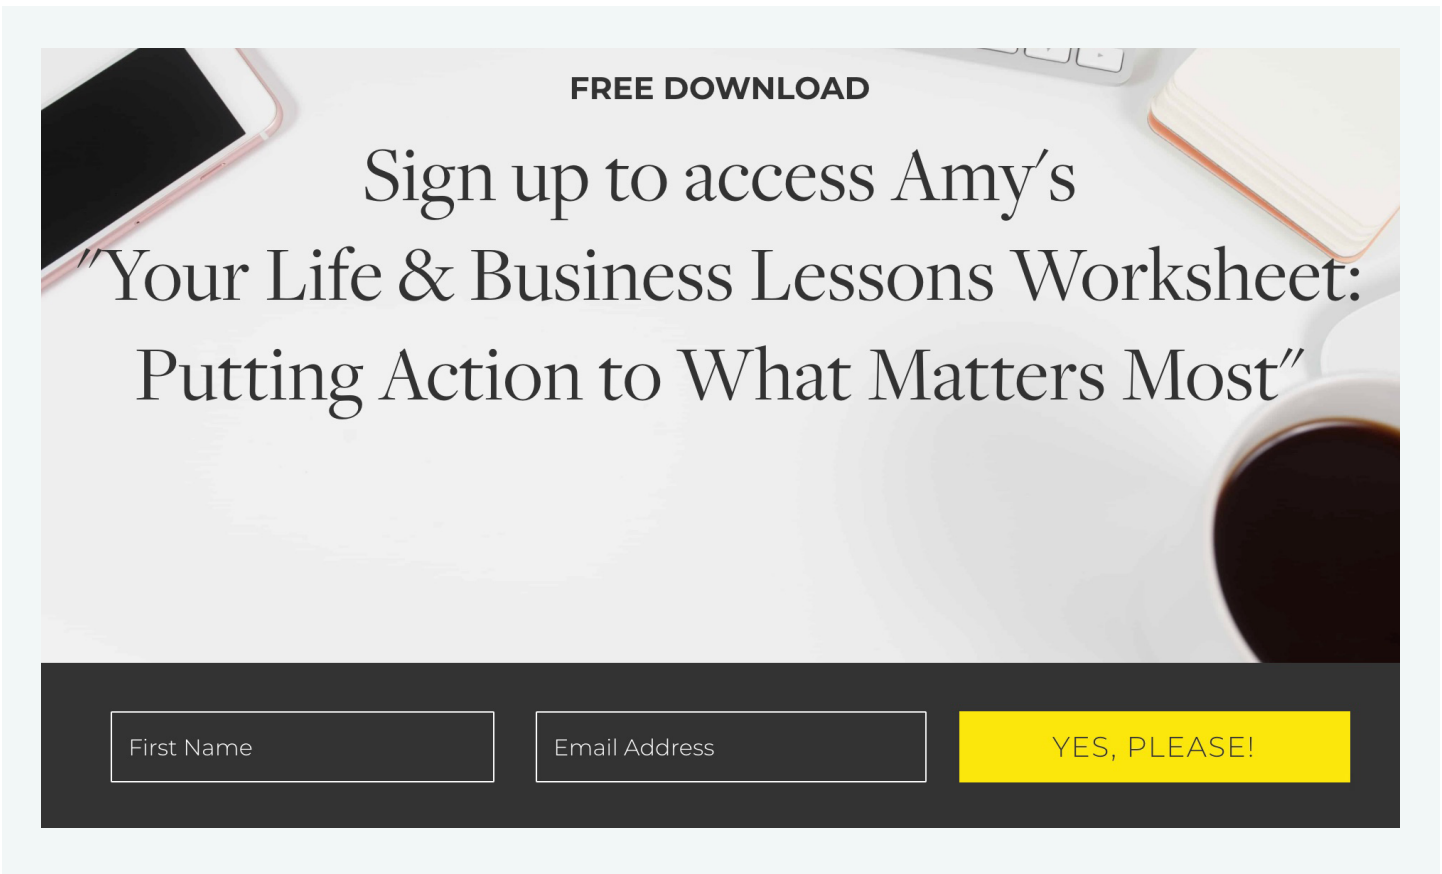 FREE DOWNLOAD
Sign up to access Amy's
"Your Life & Business Lessons Worksheet:
Putting Action to What Matters Most"
First Name
Email Address
YES, PLEASE!